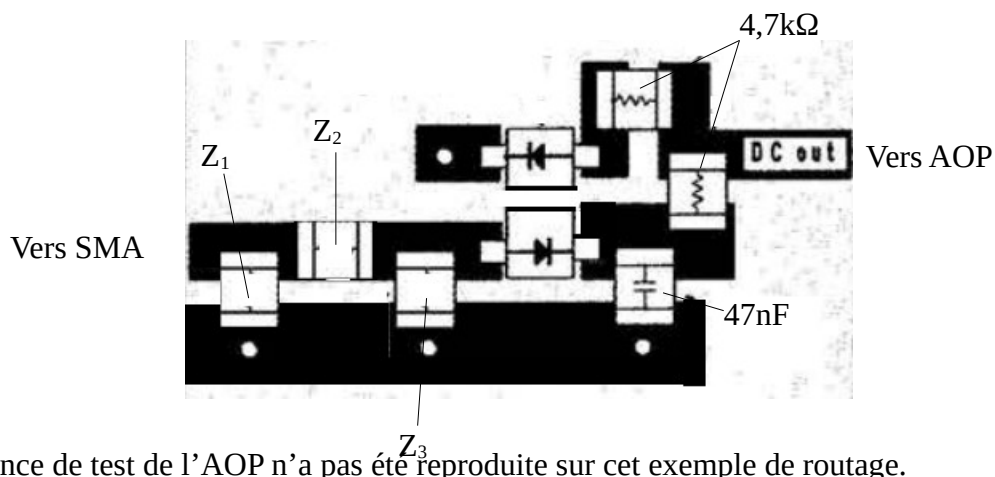 4,7kΩ
Z2
Z1
DC out
Vers AOP
Vers SMA
47nF
Z3
nce de test de l’AOP n’a pas été reproduite sur cet exemple de routage.